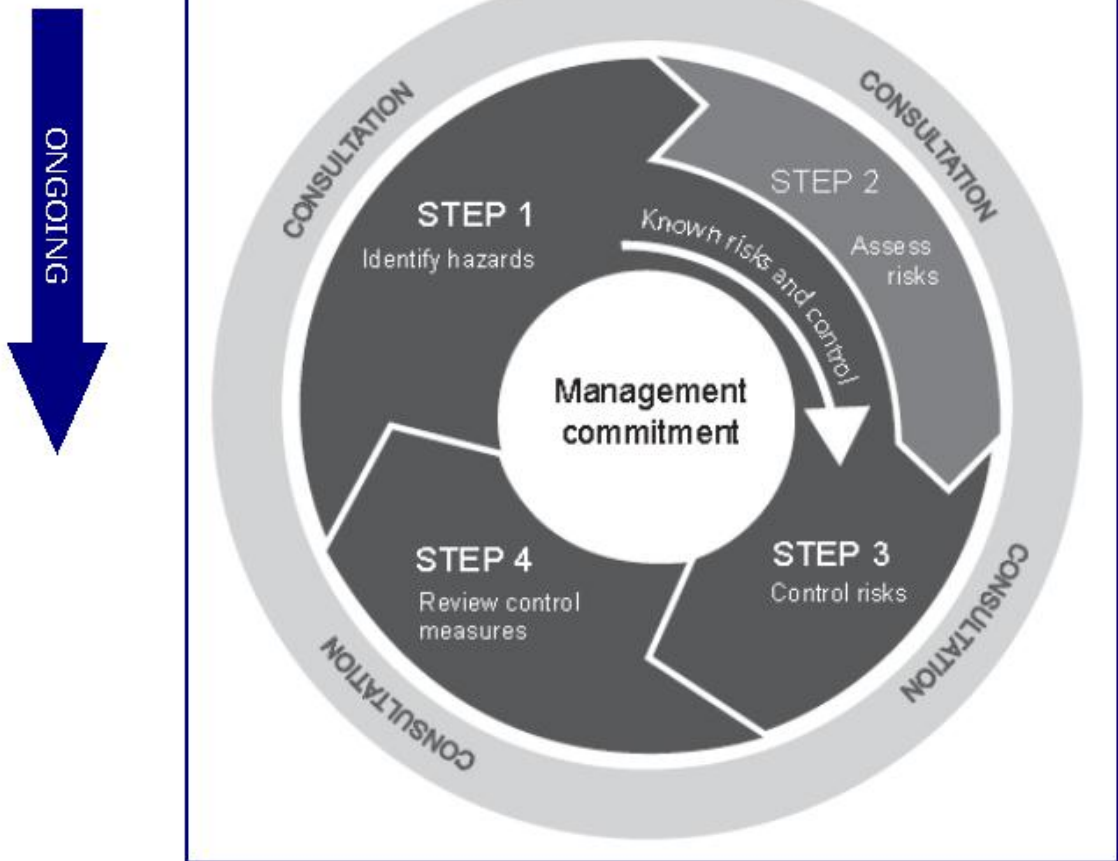 ONGOING
CONSULTATION
CONSULTATION
STEP 1
Identify hazards
STEP 2
Assess
risks
Known risks and control
Management
commitment
STEP 3
Control risks
STEP 4
Review control
measures
CONSULTATION
CONSULTATION